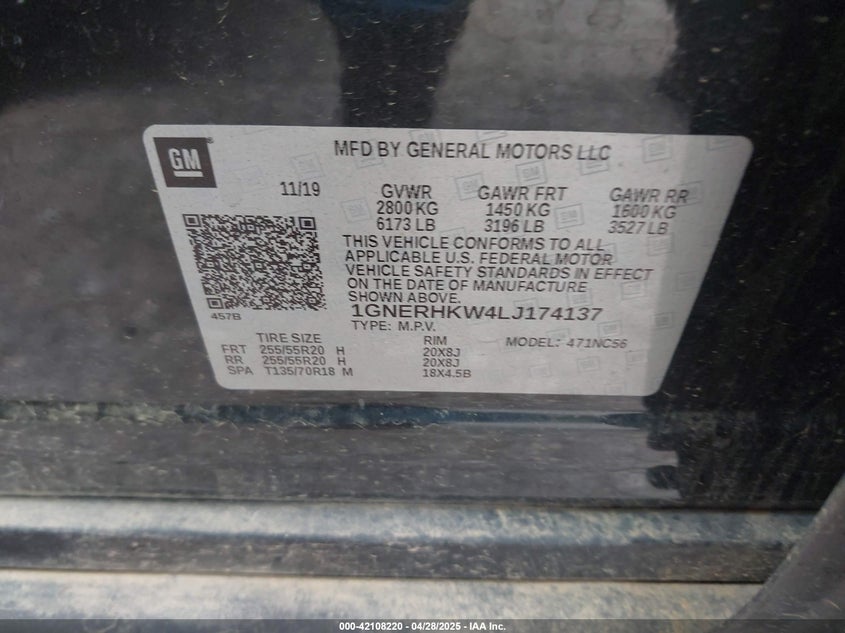 GM
MFD BY GENERAL MOTORS LLC
11/19 GVWR GAWR FRT GAWR RR
2800 KG 1450 KG 1600 KG
6173 LB 3196 LB 3527 LB
THIS VEHICLE CONFORMS TO ALL
APPLICABLE U.S. FEDERAL MOTOR
VEHICLE SAFETY STANDARDS IN EFFECT
ON THE DATE OF MANUFACTURE
SHOWN ABOVE.
457B
1GNERHKW4LJ174137
TYPE: M.P.V.
MODEL: 471NC56
TIRE SIZE RIM
FRT 255/55R20 H 20X8J
RR 255/55R20 H 20X8J
SPA T135/70R18 M 18X4.5B
000-42108220 - 04/28/2025 - IAA Inc.